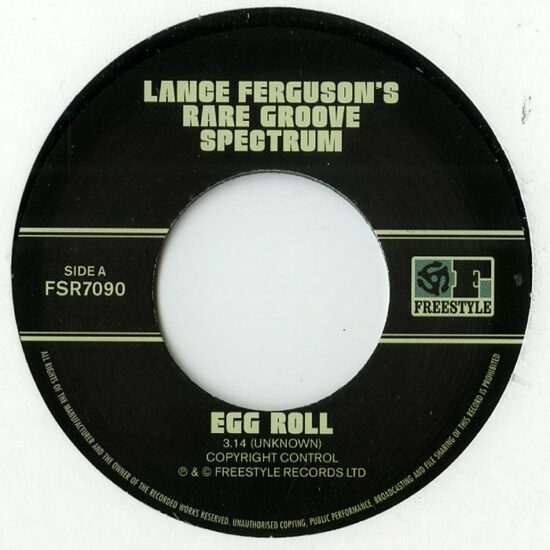 LANCE FERGUSON'S
RARE GROOVE
SPECTRUM
SIDE A
FSR7090
F
FREESTYLE
EGG ROLL
3.14 (UNKNOWN)
COPYRIGHT CONTROL
℗ & © FREESTYLE RECORDS LTD
ALL RIGHTS OF THE MANUFACTURER AND THE OWNER OF THE RECORDED WORKS RESERVED. UNAUTHORISED COPYING, PUBLIC PERFORMANCE, BROADCASTING AND FILE SHARING OF THIS RECORD IS PROHIBITED